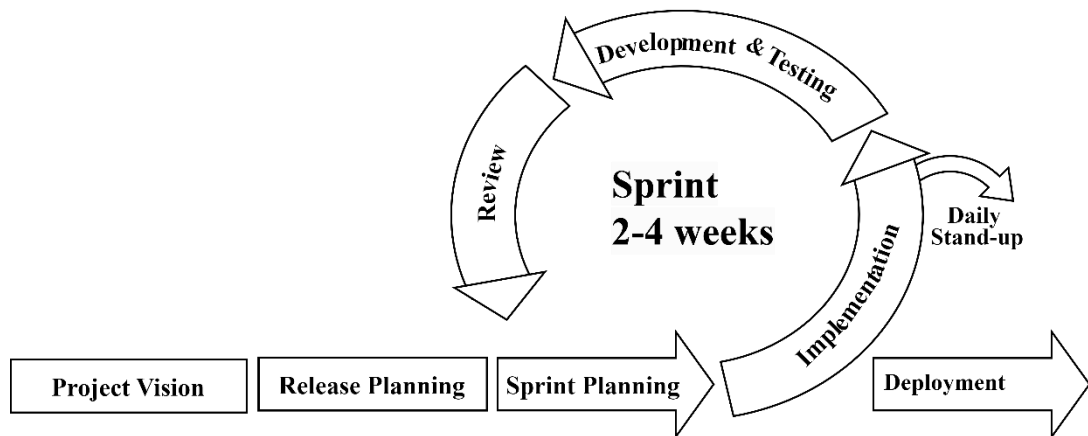 Development & Testing
Review
Sprint
2-4 weeks
Daily
Stand-up
Implementation
Project Vision
Release Planning
Sprint Planning
Deployment